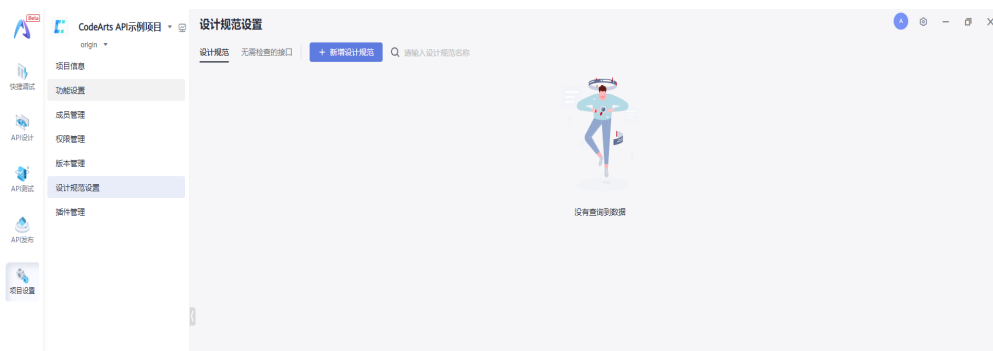 Beta
CodeArts API示例项目
origin
快捷调试
API设计
API测试
API发布
项目设置
项目信息
功能设置
成员管理
权限管理
版本管理
设计规范设置
插件管理
设计规范设置
设计规范 无需检查的接口 + 新增设计规范 请输入设计规范名称
A
没有查询到数据